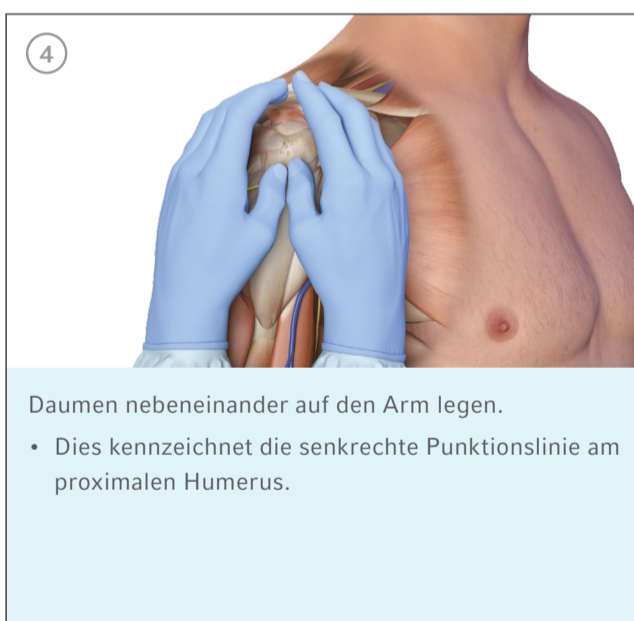 4
Daumen nebeneinander auf den Arm legen.
• Dies kennzeichnet die senkrechte Punktionslinie am
proximalen Humerus.